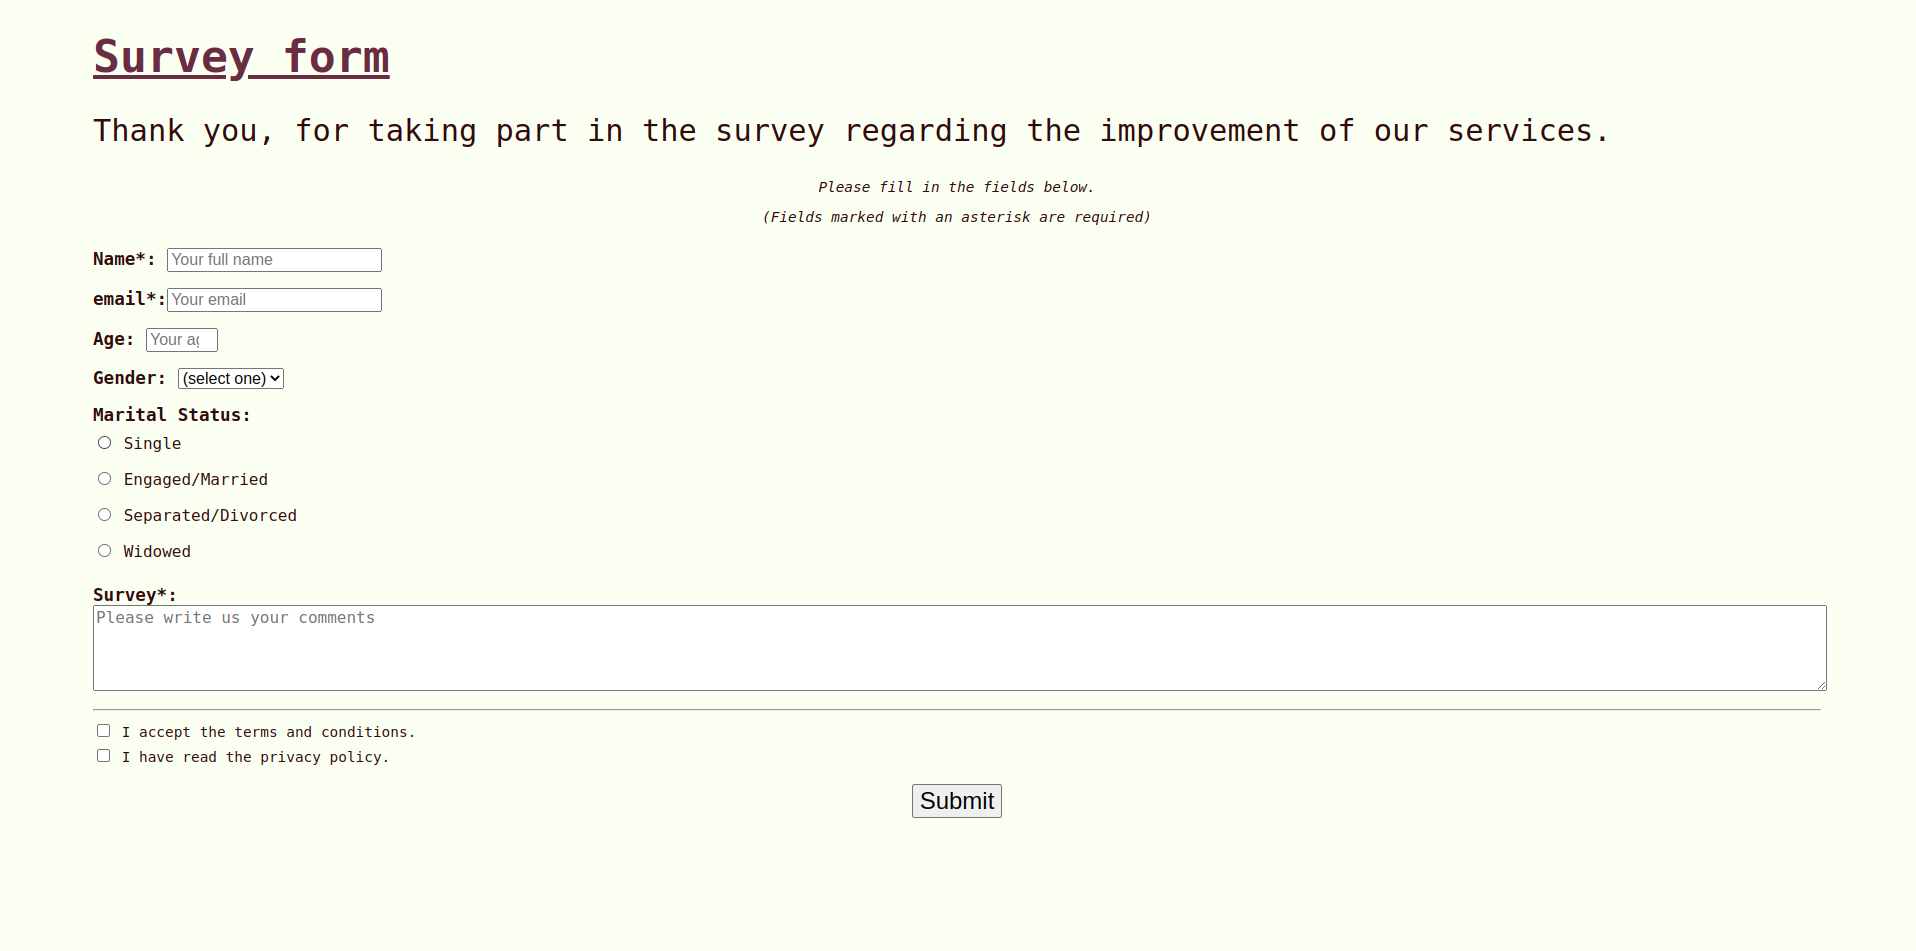 Survey form
Thank you, for taking part in the survey regarding the improvement of our services.
Please fill in the fields below.
(Fields marked with an asterisk are required)
Name*: Your full name
email*: Your email
Age: Your ag
Gender: (select one)
Marital Status:
Single
Engaged/Married
Separated/Divorced
Widowed
Survey*:
Please write us your comments
I accept the terms and conditions.
I have read the privacy policy.
Submit